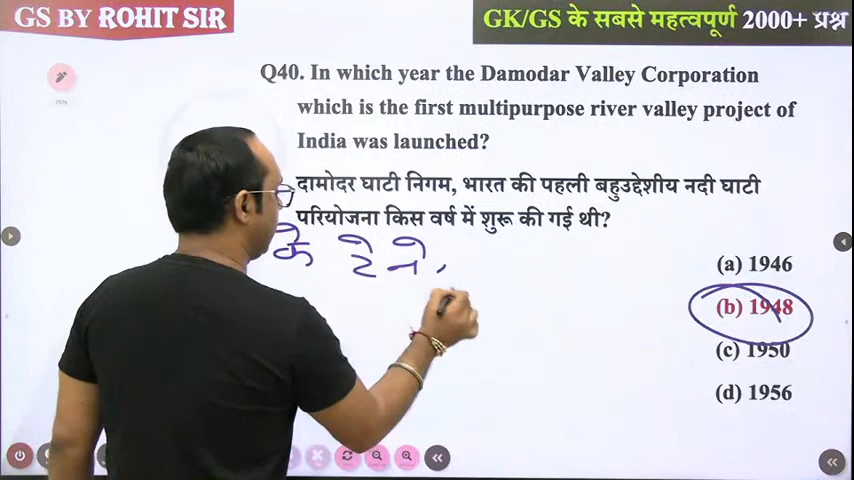 GS BY ROHIT SIR
GK/GS के सबसे महत्वपूर्ण 2000+ प्रश्न
PEN
Q40. In which year the Damodar Valley Corporation
which is the first multipurpose river valley project of
India was launched?
दामोदर घाटी निगम, भारत की पहली बहुउद्देशीय नदी घाटी
परियोजना किस वर्ष में शुरू की गई थी?
(a) 1946
(b) 1948
(c) 1950
(d) 1956